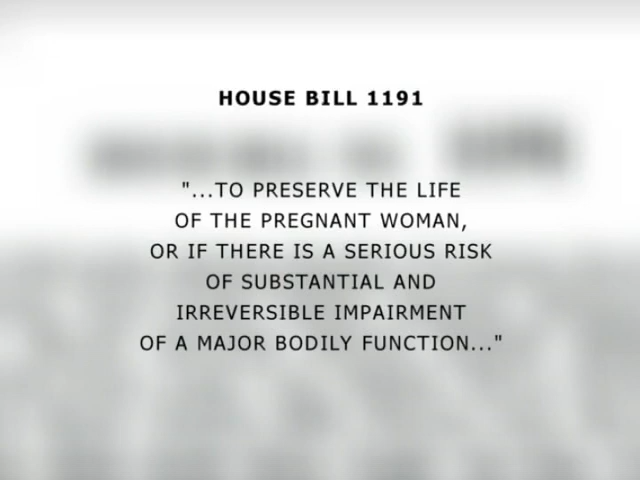 HOUSE BILL 1191
"...TO PRESERVE THE LIFE
OF THE PREGNANT WOMAN,
OR IF THERE IS A SERIOUS RISK
OF SUBSTANTIAL AND
IRREVERSIBLE IMPAIRMENT
OF A MAJOR BODILY FUNCTION..."